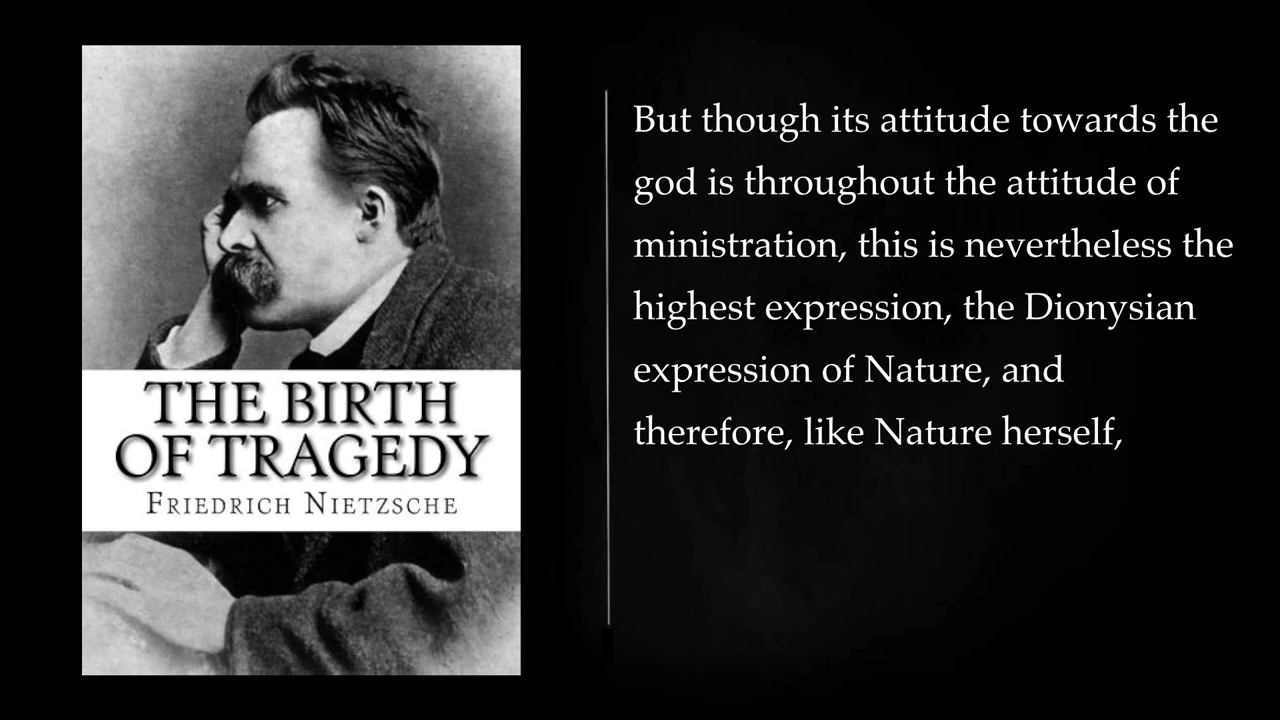 THE BIRTH
OF TRAGEDY
FRIEDRICH NIETZSCHE
But though its attitude towards the
god is throughout the attitude of
ministration, this is nevertheless the
highest expression, the Dionysian
expression of Nature, and
therefore, like Nature herself,